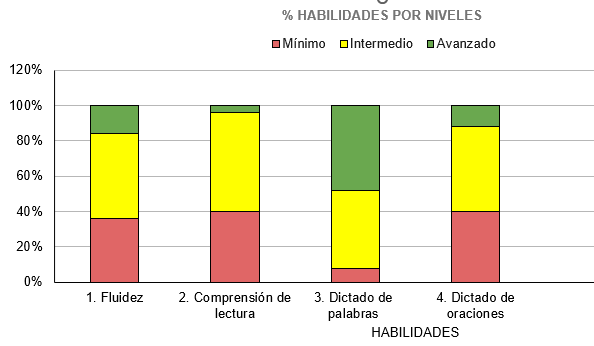 % HABILIDADES POR NIVELES
Mínimo Intermedio Avanzado
120%
100%
80%
60%
40%
20%
0%
1. Fluidez 2. Comprensión de lectura 3. Dictado de palabras 4. Dictado de oraciones
HABILIDADES